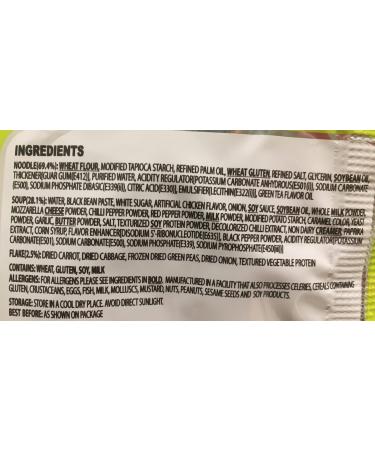 INGREDIENTS
NOODLE(69.4%): WHEAT FLOUR, MODIFIED TAPIOCA STARCH, REFINED PALM OIL, WHEAT GLUTEN, REFINED SALT, GLYCERIN, SOYBEAN OIL,
THICKENER[GUAR GUM(E412)], PURIFIED WATER, ACIDITY REGULATOR[POTASSIUM CARBONATE ANHYDROUS(E501(i)), SODIUM CARBONATE
(E500), SODIUM PHOSPHATE DIBASIC(E339(ii)), CITRIC ACID(E330)], EMULSIFIER[LECITHINE(322(i))], GREEN TEA FLAVOR OIL
SOUP(28.1%): WATER, BLACK BEAN PASTE, WHITE SUGAR, ARTIFICIAL CHICKEN FLAVOR, ONION, SOY SAUCE, SOYBEAN OIL, WHOLE MILK POWDER,
MOZZARELLA CHEESE POWDER, CHILLI PEPPER POWDER, RED PEPPER POWDER, MILK POWDER, MODIFIED POTATO STARCH, CARAMEL COLOR, YEAST
POWDER, GARLIC, BUTTER POWDER, SALT, TEXTURIZED SOY PROTEIN POWDER, DECOLORIZED CHILLI EXTRACT, NON DAIRY CREAMER, PAPRIKA
EXTRACT, CORN SYRUP, FLAVOR ENHANCER[DISODIUM 5'-RIBONUCLEOTIDE(E635)], BLACK PEPPER POWDER, ACIDITY REGULATOR[POTASSIUM
CARBONATE(E501), SODIUM CARBONATE(E500), SODIUM PHOSPHATE(E339), SODIUM PYROPHOSPHATE(E450(iii))]
FLAKE(2.5%): DRIED CARROT, DRIED CABBAGE, FROZEN DRIED GREEN PEAS, DRIED ONION, TEXTURED VEGETABLE PROTEIN
CONTAINS: WHEAT, GLUTEN, SOY, MILK
ALLERGENS: FOR ALLERGENS PLEASE SEE INGREDIENTS IN BOLD. MANUFACTURED IN A FACILITY THAT ALSO PROCESSES CELERIES, CEREALS CONTAINING
GLUTEN, CRUSTACEANS, EGGS, FISH, MILK, MOLLUSCS, MUSTARD, NUTS, PEANUTS, SESAME SEEDS AND SOY PRODUCTS.
STORAGE: STORE IN A COOL DRY PLACE. AVOID DIRECT SUNLIGHT.
BEST BEFORE: AS SHOWN ON PACKAGE